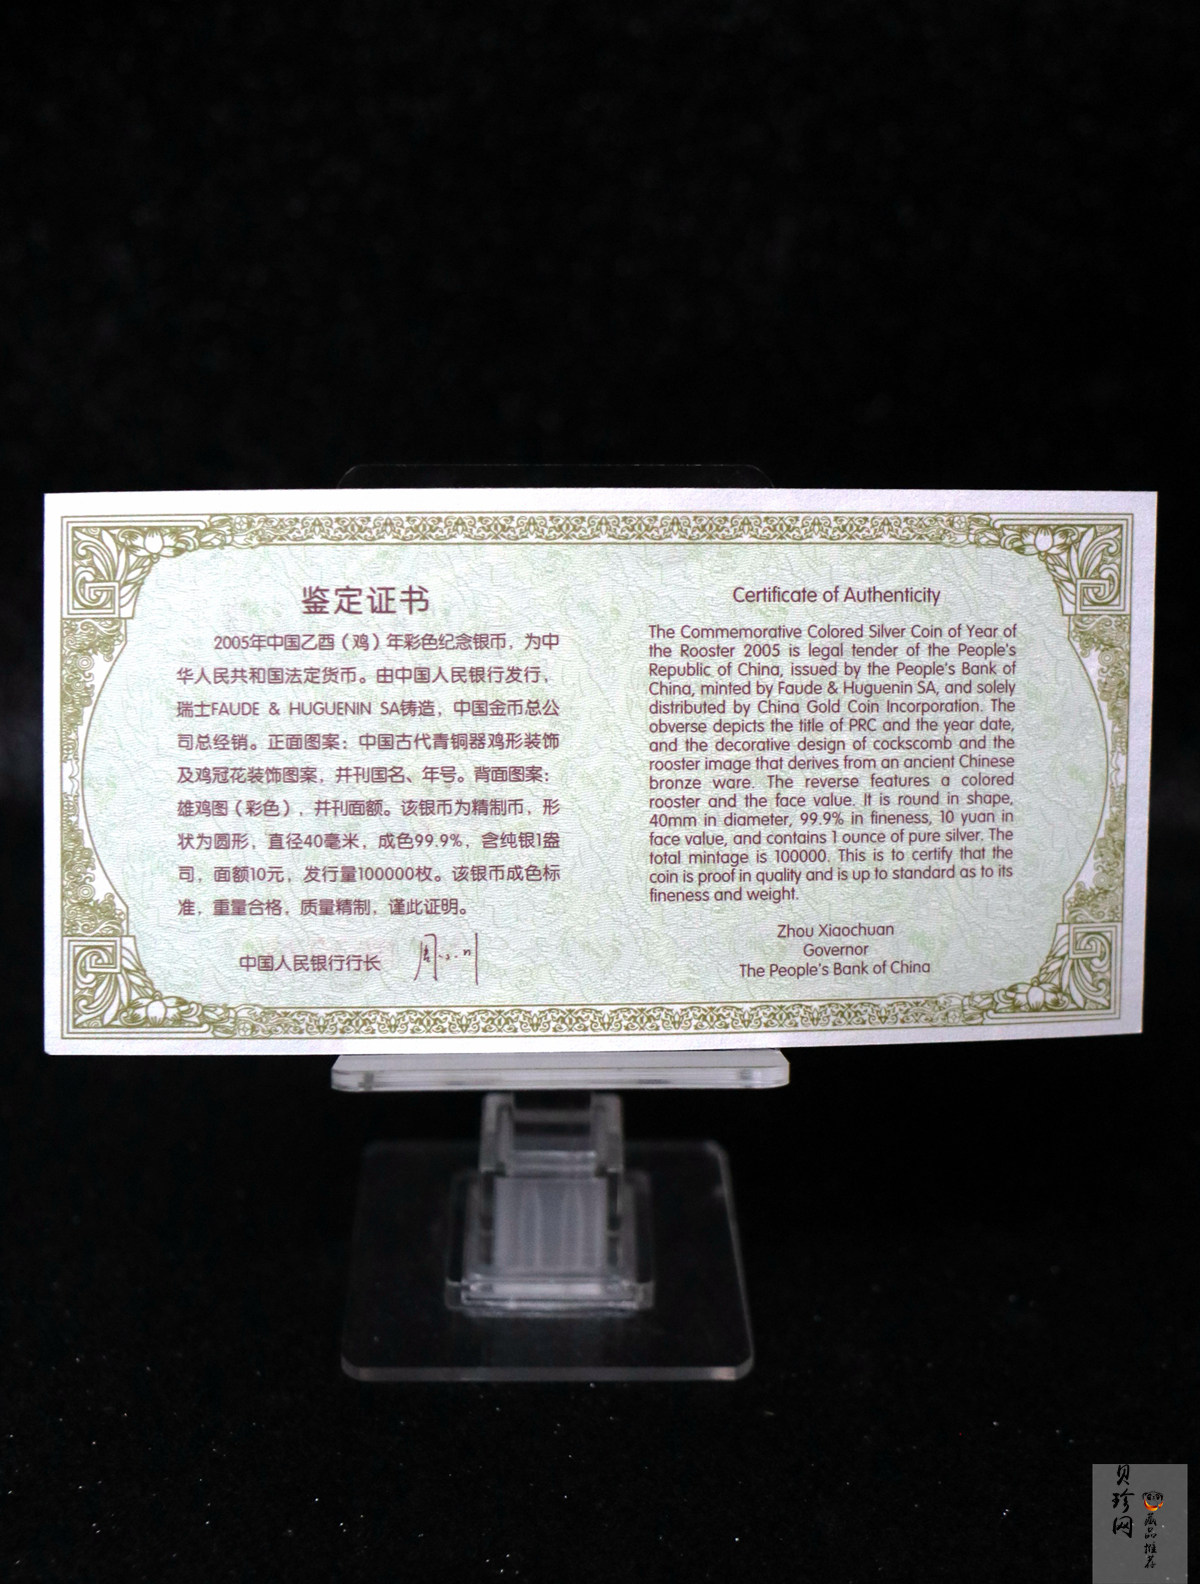 鉴定证书
2005年中国乙酉（鸡）年彩色纪念银币，为中
华人民共和国法定货币。由中国人民银行发行，
瑞士FAUDE & HUGUENIN SA铸造，中国金币总公
司总经销。正面图案：中国古代青铜器鸡形装饰
及鸡冠花装饰图案，并刊国名、年号。背面图案：
雄鸡图（彩色），并刊面额。该银币为精制币，形
状为圆形，直径40毫米，成色99.9%，含纯银1盎
司，面额10元，发行量100000枚。该银币成色标
准，重量合格，质量精制，谨此证明。
中国人民银行行长 周小川
Certificate of Authenticity
The Commemorative Colored Silver Coin of Year of
the Rooster 2005 is legal tender of the People's
Republic of China, issued by the People's Bank of
China, minted by Faude & Huguenin SA, and solely
distributed by China Gold Coin Incorporation. The
obverse depicts the title of PRC and the year date,
and the decorative design of cockscomb and the
rooster image that derives from an ancient Chinese
bronze ware. The reverse features a colored
rooster and the face value. It is round in shape,
40mm in diameter, 99.9% in fineness, 10 yuan in
face value, and contains 1 ounce of pure silver. The
total mintage is 100000. This is to certify that the
coin is proof in quality and is up to standard as to its
fineness and weight.
Zhou Xiaochuan
Governor
The People's Bank of China
贝珍网
藏品推荐